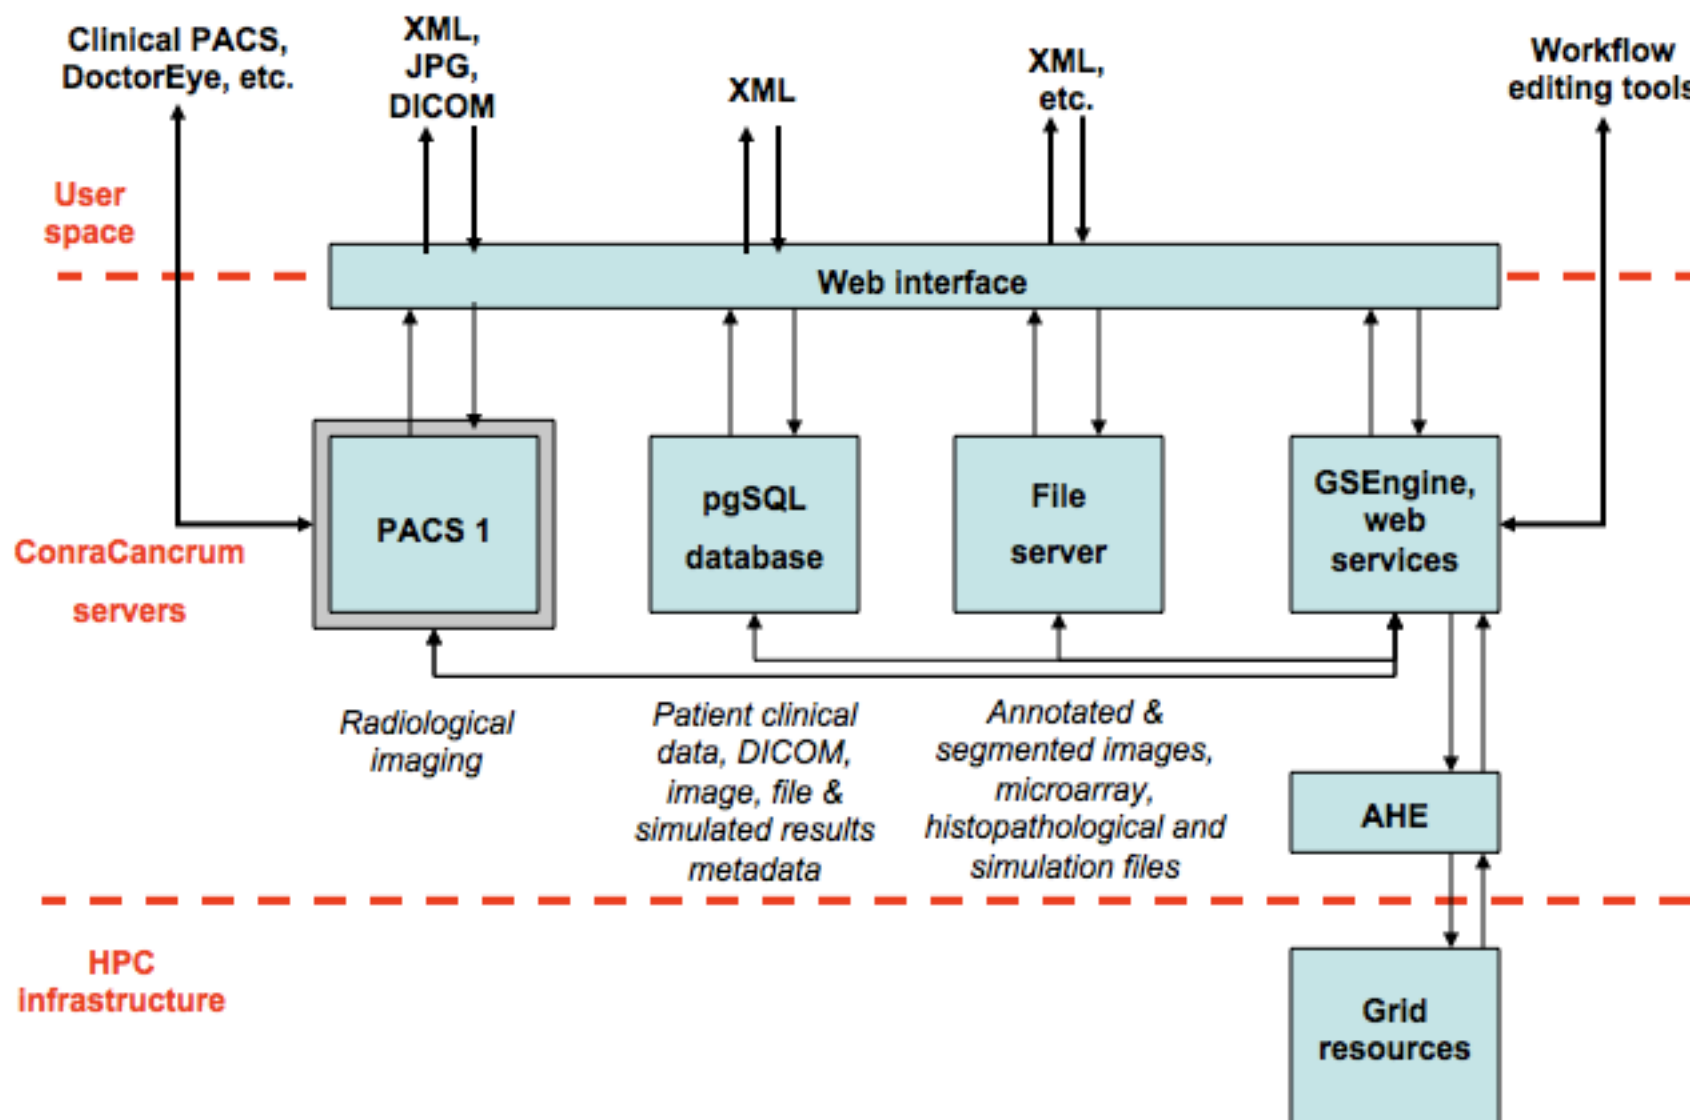 Clinical PACS,
DoctorEye, etc.
XML,
JPG,
DICOM
XML
XML,
etc.
Workflow
editing tools
User
space
Web interface
PACS 1
pgSQL
database
File
server
GSEngine,
web
services
ConraCancrum
servers
Radiological
imaging
Patient clinical
data, DICOM,
image, file &
simulated results
metadata
Annotated &
segmented images,
microarray,
histopathological and
simulation files
AHE
HPC
infrastructure
Grid
resources